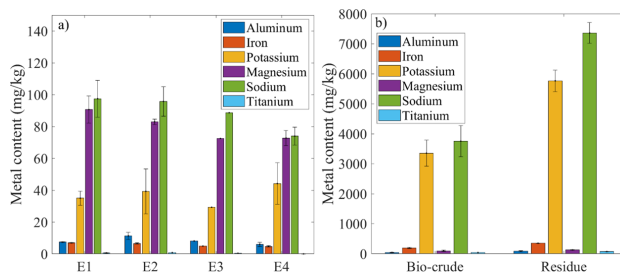 a)
Metal content (mg/kg)
140
120
100
80
60
40
20
0
Aluminum
Iron
Potassium
Magnesium
Sodium
Titanium
E1 E2 E3 E4
b)
Metal content (mg/kg)
8000
7000
6000
5000
4000
3000
2000
1000
0
Aluminum
Iron
Potassium
Magnesium
Sodium
Titanium
Bio-crude Residue